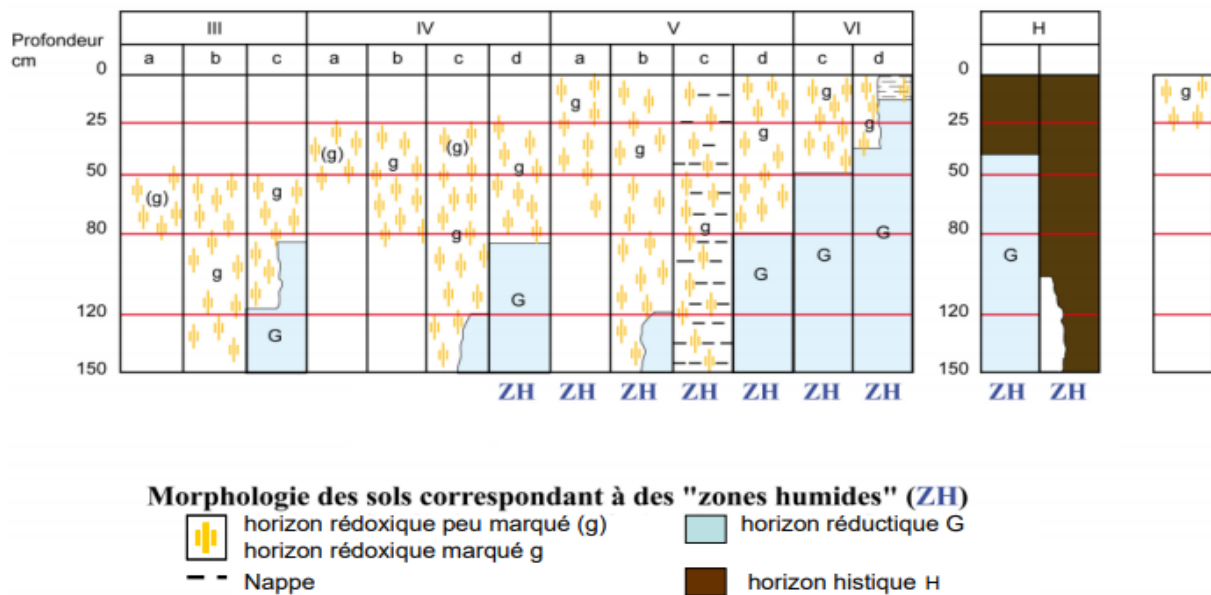 III IV V VI H
Profondeur
cm
a b c a b c d a b c d c d
0 0
25 25
50 50
80 80
120 120
150 150
(g) g g G (g) g (g) g g G g g g g G g G g G G g
ZH ZH ZH ZH ZH ZH ZH ZH ZH
Morphologie des sols correspondant à des "zones humides" (ZH)
horizon rédoxique peu marqué (g)
horizon rédoxique marqué g
Nappe
horizon réductique G
horizon histique H